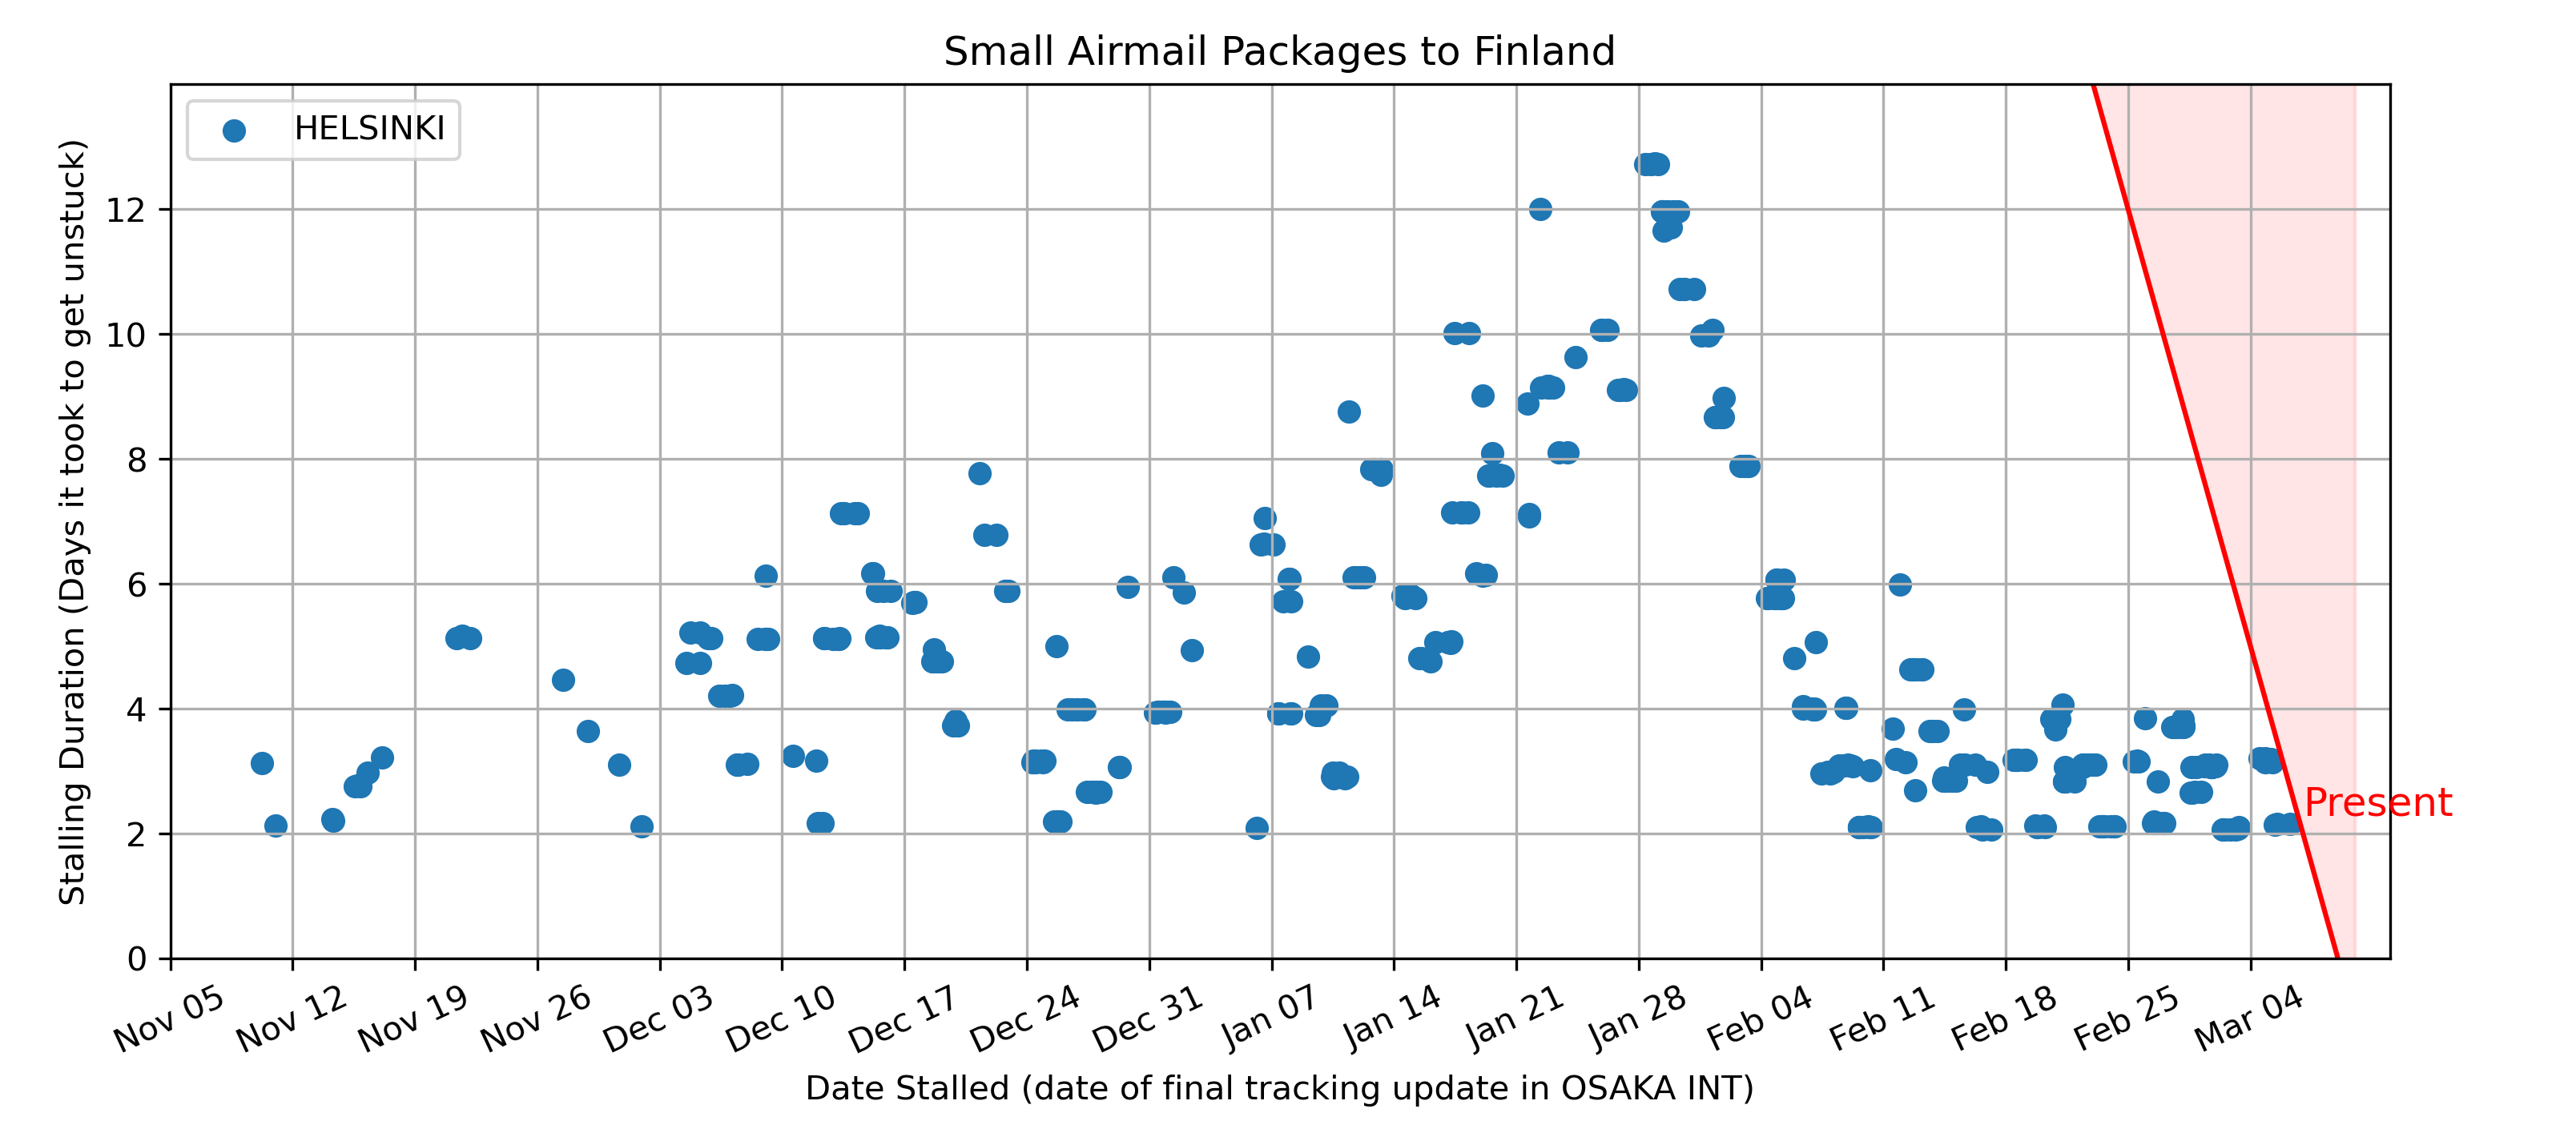 Small Airmail Packages to Finland
HELSINKI
Stalling Duration (Days it took to get unstuck)
12
10
8
6
4
2
0
Present
Nov 05
Nov 12
Nov 19
Nov 26
Dec 03
Dec 10
Dec 17
Dec 24
Dec 31
Jan 07
Jan 14
Jan 21
Jan 28
Feb 04
Feb 11
Feb 18
Feb 25
Mar 04
Date Stalled (date of final tracking update in OSAKA INT)